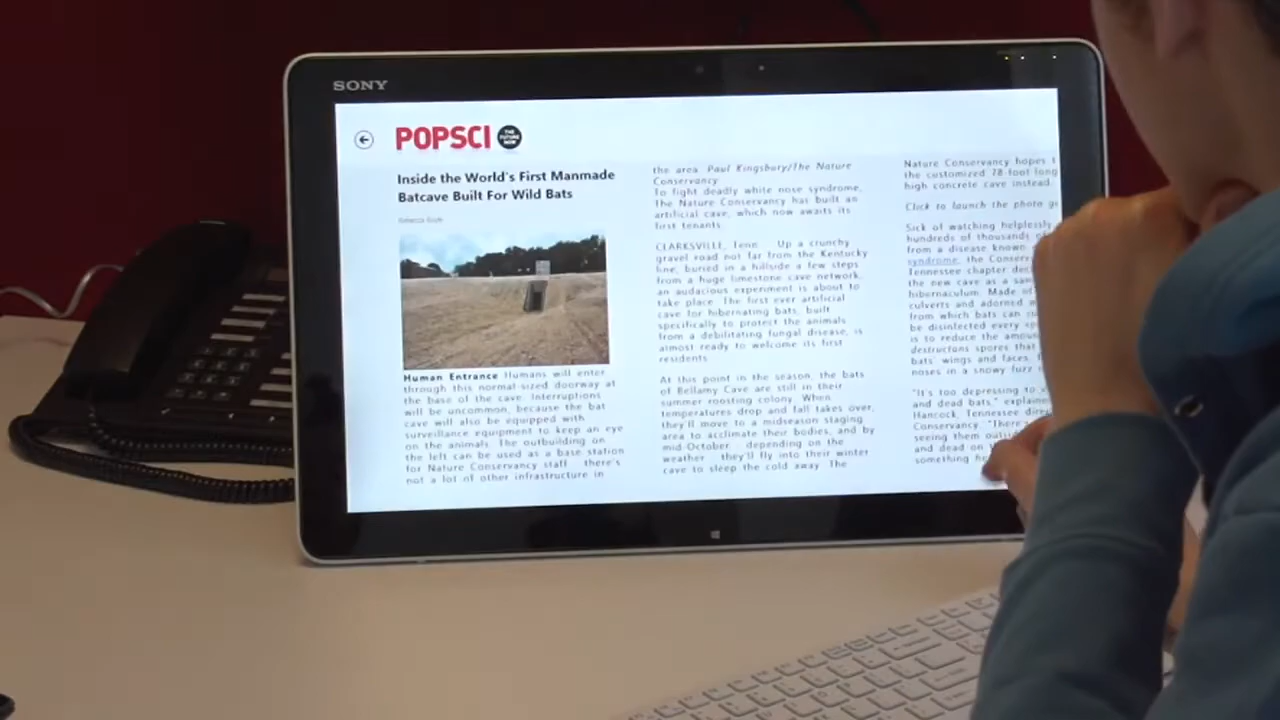 SONY
POPSCI
THE
FUTURE
NOW
Inside the World's First Manmade
Batcave Built For Wild Bats
Human Entrance Humans will enter
through this normal-sized doorway at
the base of the cave. Interruptions
will be uncommon, because the bat
cave will also be equipped with
surveillance equipment to keep an eye
on the animals. The outbuilding on
the left can be used as a base station
for Nature Conservancy staff there's
not a lot of other infrastructure in
the area. Paul Kingsbury/The Nature
Conservancy
To fight deadly white nose syndrome,
The Nature Conservancy has built an
artificial cave, which now awaits its
first tenants.
CLARKSVILLE, Tenn. Up a crunchy
gravel road not far from the Kentucky
line, buried in a hillside a few steps
from a huge limestone cave network,
an audacious experiment is about to
take place. The first ever artificial
cave for hibernating bats, built
specifically to protect the animals
from a debilitating fungal disease, is
almost ready to welcome its first
residents.
At this point in the season, the bats
of Bellamy Cave are still in their
summer roosting colony. When
temperatures drop and fall takes over,
they'll move to a midseason staging
area to acclimate their bodies, and by
mid-October depending on the
weather they'll fly into their winter
cave to sleep the cold away. The
Nature Conservancy hopes t
the customized 78-foot long
high concrete cave instead.
Click to launch the photo g
Sick of watching helplessly
hundreds of thousands of
from a disease known
syndrome, the Conserv
Tennessee chapter dec
the new cave as a san
hibernaculum. Made of
culverts and adorned w
from which bats can
be disinfected every
is to reduce the amoun
destructans spores that
bats' wings and faces,
noses in a snowy fuzz
"It's too depressing to
and dead bats," explaine
Hancock, Tennessee direc
Conservancy. "There
seeing them outsi
and dead on
something he